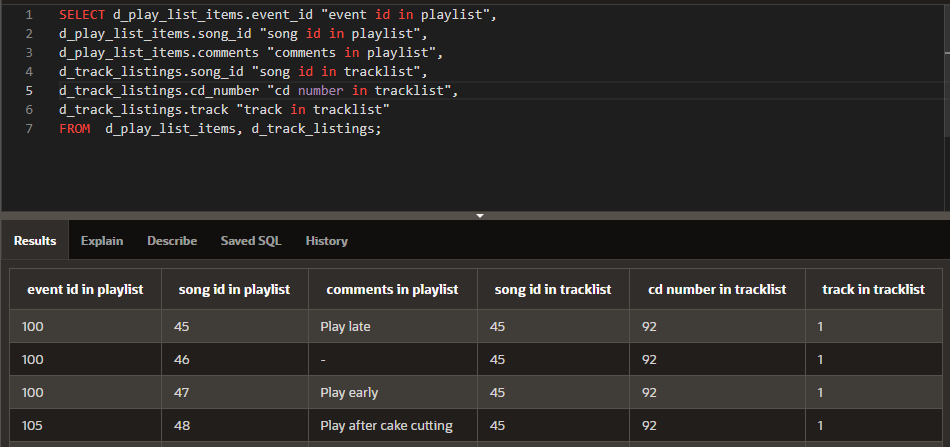 1 SELECT d_play_list_items.event_id "event id in playlist",
2 d_play_list_items.song_id "song id in playlist",
3 d_play_list_items.comments "comments in playlist",
4 d_track_listings.song_id "song id in tracklist",
5 d_track_listings.cd_number "cd number in tracklist",
6 d_track_listings.track "track in tracklist"
7 FROM  d_play_list_items, d_track_listings;
Results Explain Describe Saved SQL History
event id in playlist song id in playlist comments in playlist song id in tracklist cd number in tracklist track in tracklist
100 45 Play late 45 92 1
100 46 - 45 92 1
100 47 Play early 45 92 1
105 48 Play after cake cutting 45 92 1